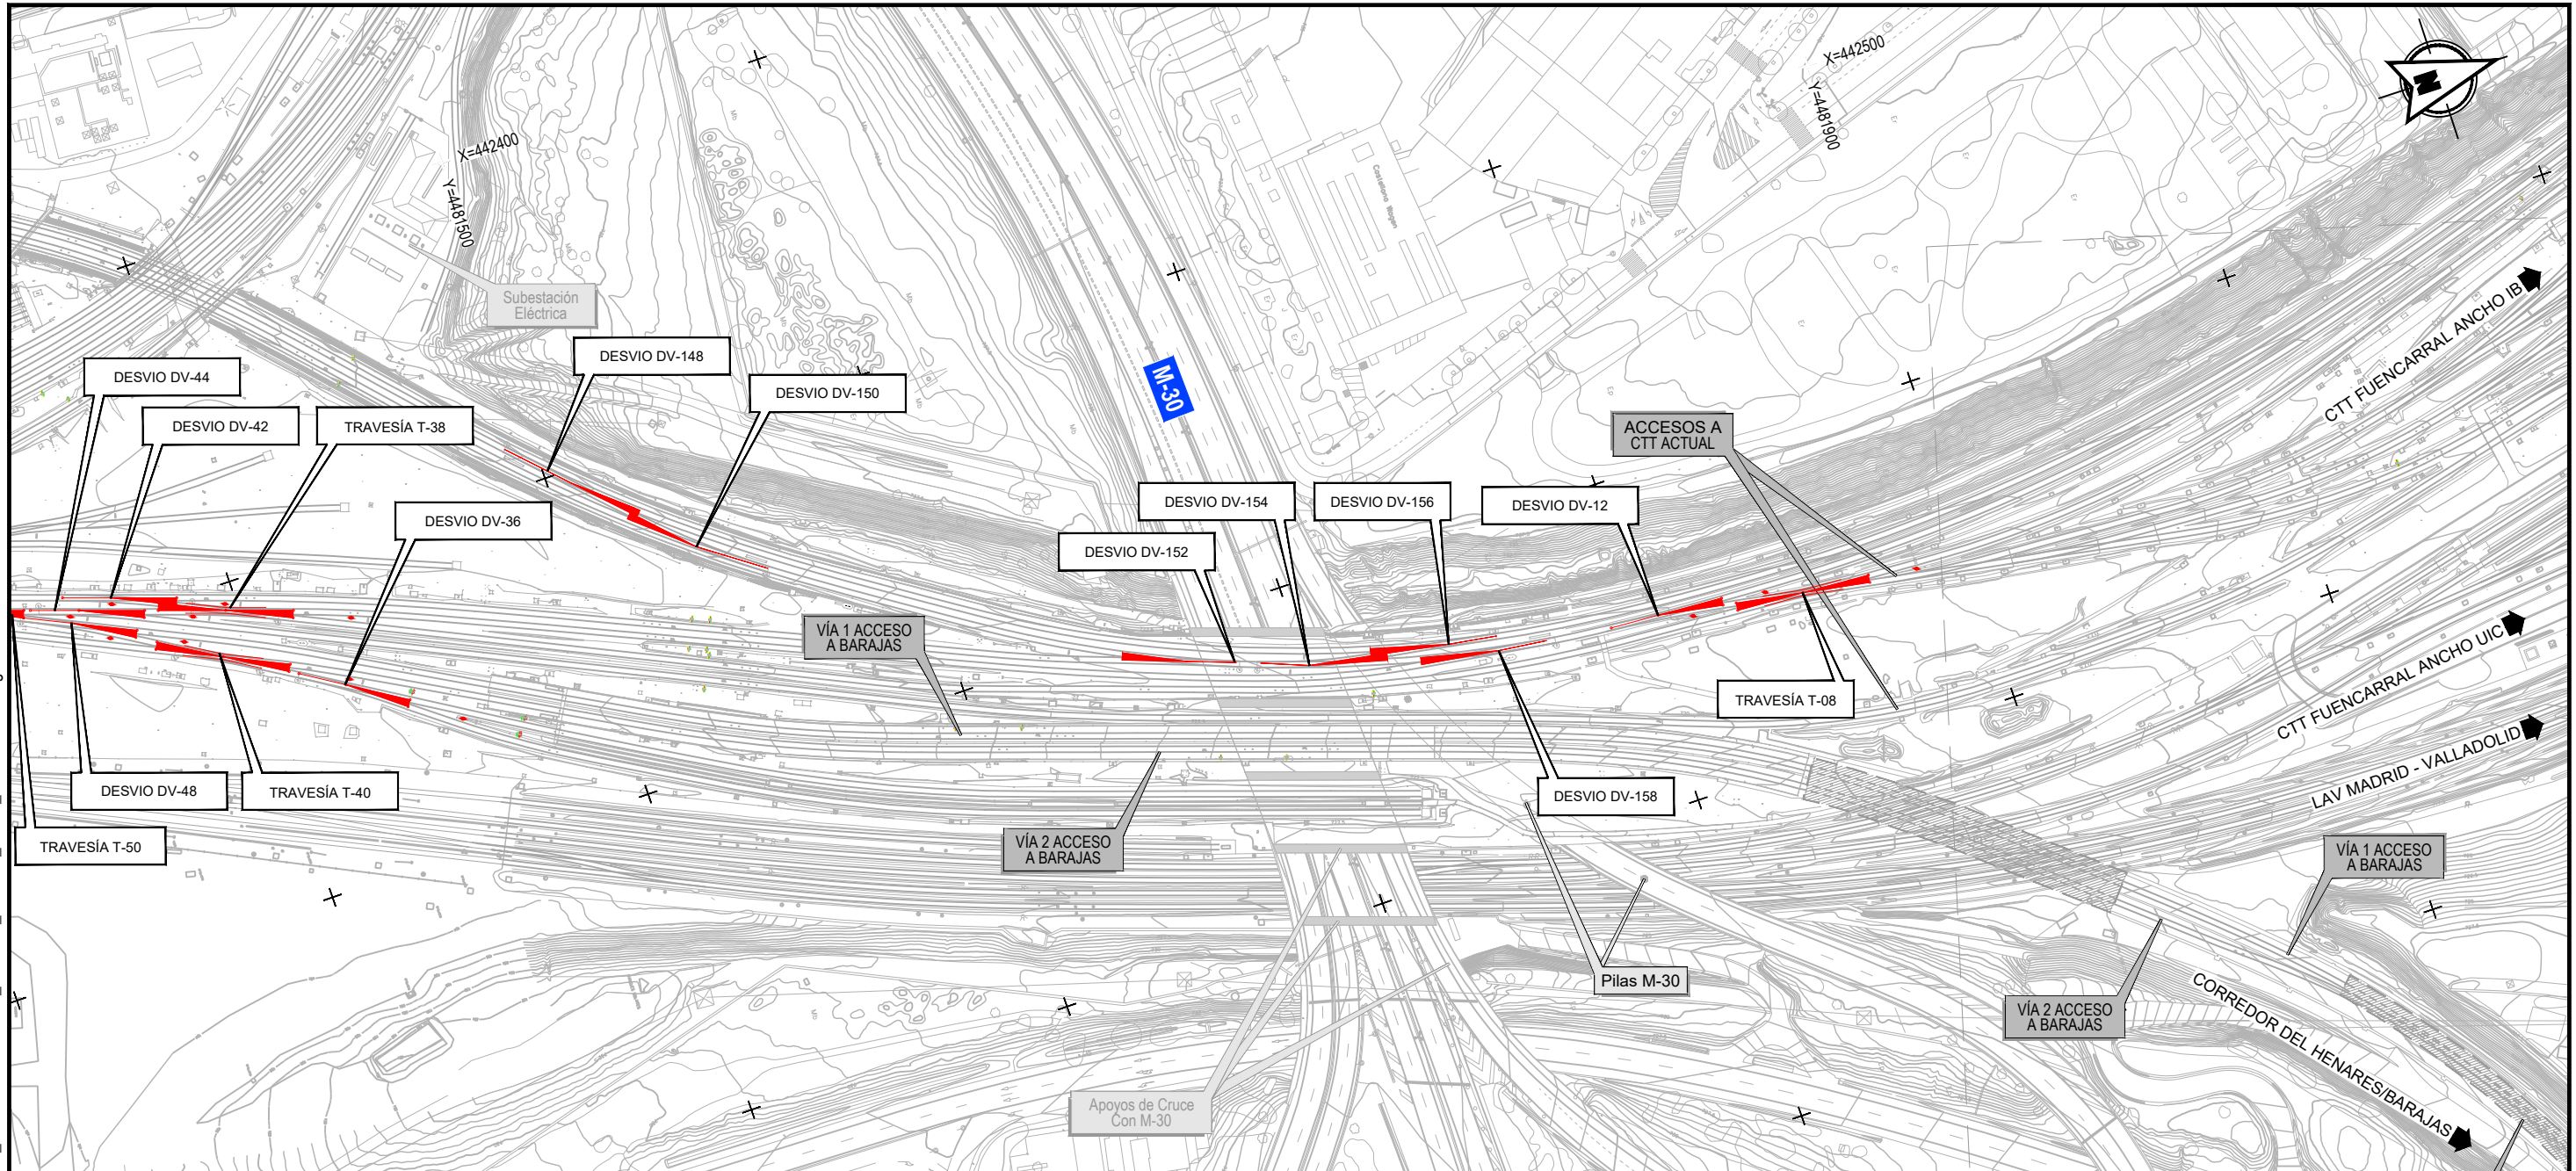 X=442500
Y=4481900
N
X=442400
Y=4481500
Castellana Wagen
Subestación
Eléctrica
CTT FUENCARRAL ANCHO IB
DESVIO DV-148
DESVIO DV-44
DESVIO DV-150
M-30
DESVIO DV-42
TRAVESÍA T-38
ACCESOS A
CTT ACTUAL
DESVIO DV-154
DESVIO DV-156
DESVIO DV-12
DESVIO DV-36
DESVIO DV-152
VÍA 1 ACCESO
A BARAJAS
CTT FUENCARRAL ANCHO UIC
TRAVESÍA T-08
LAV MADRID - VALLADOLID
DESVIO DV-48
TRAVESÍA T-40
DESVIO DV-158
TRAVESÍA T-50
VÍA 2 ACCESO
A BARAJAS
VÍA 1 ACCESO
A BARAJAS
Pilas M-30
VÍA 2 ACCESO
A BARAJAS
CORREDOR DEL HENARES/BARAJAS
Apoyos de Cruce
Con M-30